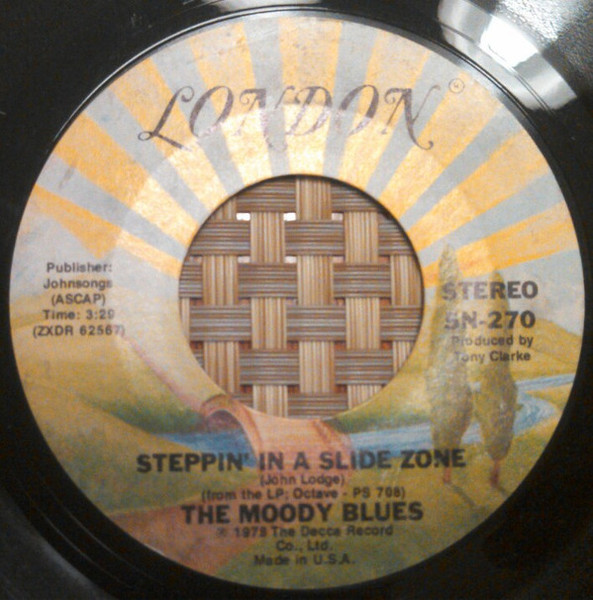 LONDON
Publisher:
Johnsongs
(ASCAP)
Time: 3:29
(ZXDR 62567)
STEREO
5N-270
Produced by
Tony Clarke
STEPPIN' IN A SLIDE ZONE
(John Lodge)
(from the LP; Octave - PS 708)
THE MOODY BLUES
℗ 1978 The Decca Record
Co., Ltd.
Made in U.S.A.